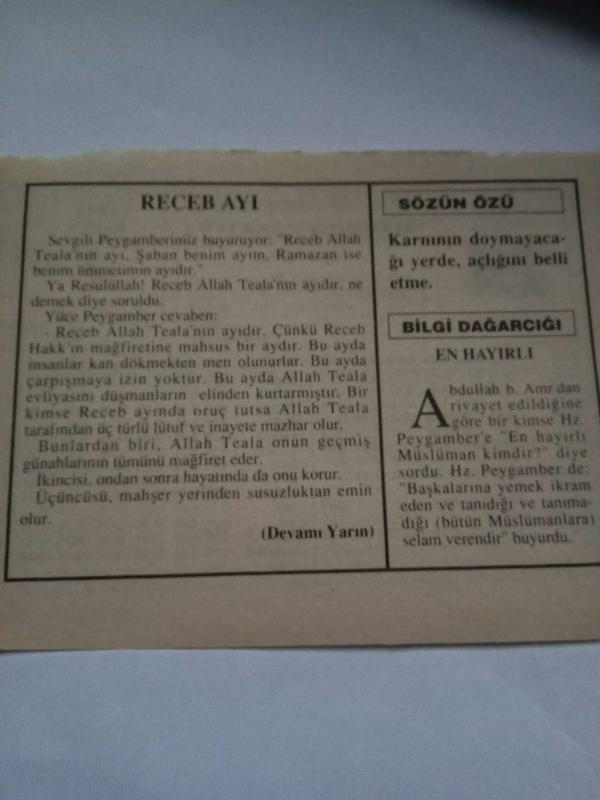 RECEB AYI
Sevgili Peygamberimiz buyuruyor: "Receb Allah
Teala'nın ayı, Şaban benim ayım, Ramazan ise
benim ümmetimin ayıdır."
Ya Resulüllah! Receb Allah Teala'nın ayıdır, ne
demek diye soruldu.
Yüce Peygamber cevaben:
- Receb Allah Teala'nın ayıdır. Çünkü Receb
Hakk'ın mağfiretine mahsus bir aydır. Bu ayda
insanlar kan dökmekten men olunurlar. Bu ayda
çarpışmaya izin yoktur. Bu ayda Allah Teala
evliyasını düşmanların elinden kurtarmıştır. Bir
kimse Receb ayında oruç tutsa Allah Teala
tarafından üç türlü lütuf ve inayete mazhar olur.
Bunlardan biri, Allah Teala onun geçmiş
günahlarının tümünü mağfiret eder.
İkincisi, ondan sonra hayatında da onu korur.
Üçüncüsü, mahşer yerinden susuzluktan emin
olur.
(Devamı Yarın)
SÖZÜN ÖZÜ
Karnının doymayaca-
ğı yerde, açlığını belli
etme.
BİLGİ DAĞARCIĞI
EN HAYIRLI
Abdullah b. Amr'dan
rivayet edildiğine
göre bir kimse Hz.
Peygamber'e "En hayırlı
Müslüman kimdir?" diye
sordu. Hz. Peygamber de:
"Başkalarına yemek ikram
eden ve tanıdığı ve tanıma-
dığı (bütün Müslümanlara)
selam verendir" buyurdu.